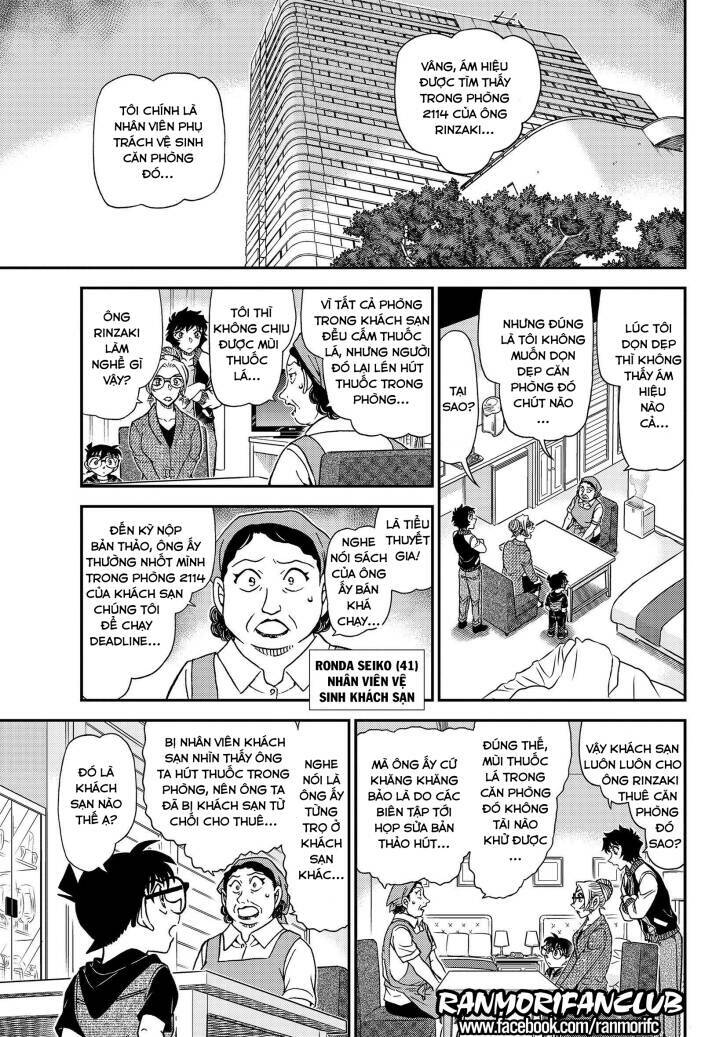 VÂNG, ÁM HIỆU
ĐƯỢC TÌM THẤY
TRONG PHÒNG
2114 CỦA ÔNG
RINZAKI...
TÔI CHÍNH LÀ
NHÂN VIÊN PHỤ
TRÁCH VỆ SINH
CĂN PHÒNG
ĐÓ...
LÚC TÔI
DỌN DẸP
THÌ KHÔNG
THẤY ÁM
HIỆU NÀO
CẢ...
NHƯNG ĐÚNG
LÀ TÔI KHÔNG
MUỐN DỌN
DẸP CĂN
PHÒNG ĐÓ
CHÚT NÀO
...
TẠI
SAO?
VÌ TẤT CẢ PHÒNG
TRONG KHÁCH SẠN
ĐỀU CẤM THUỐC
LÁ, NHƯNG NGƯỜI
ĐÓ LẠI LÉN HÚT
THUỐC TRONG
PHÒNG...
TÔI THÌ
KHÔNG CHỊU
ĐƯỢC MÙI
THUỐC
LÁ...
ÔNG
RINZAKI
LÀM
NGHỀ GÌ
VẬY?
LÀ TIỂU
THUYẾT
GIA!
NGHE
NÓI SÁCH
CỦA ÔNG
ẤY BÁN
KHÁ
CHẠY...
ĐẾN KỲ NỘP
BẢN THẢO, ÔNG ẤY
THƯỜNG NHỐT MÌNH
TRONG PHÒNG 2114
CỦA KHÁCH SẠN
CHÚNG TÔI
ĐỂ CHẠY
DEADLINE...
RONDA SEIKO (41)
NHÂN VIÊN VỆ
SINH KHÁCH SẠN
VẬY KHÁCH SẠN
LUÔN LUÔN CHO
ÔNG RINZAKI
THUÊ CĂN
PHÒNG ĐÓ
SAO?
ĐÚNG THẾ,
MÙI THUỐC
LÁ TRONG
PHÒNG ĐÓ
KHÔNG
TÀI NÀO
KHỬ ĐƯỢC
...
MÀ ÔNG ẤY CỨ
KHĂNG KHĂNG
BẢO LÀ DO CÁC
BIÊN TẬP TỚI
HỌP SỬA BẢN
THẢO HÚT...
NGHE
NÓI LÀ
ÔNG ẤY
TỪNG
TRỌ Ở
KHÁCH
SẠN
KHÁC...
BỊ NHÂN VIÊN KHÁCH
SẠN NHÌN THẤY ÔNG
TA HÚT THUỐC TRONG
PHÒNG, NÊN ÔNG TA
ĐÃ BỊ KHÁCH SẠN TỪ
CHỐI CHO THUÊ...
ĐÓ LÀ
KHÁCH
SẠN NÀO
THẾ Ạ?
RANMORIFANCLUB
www.facebook.com/ranmorifc